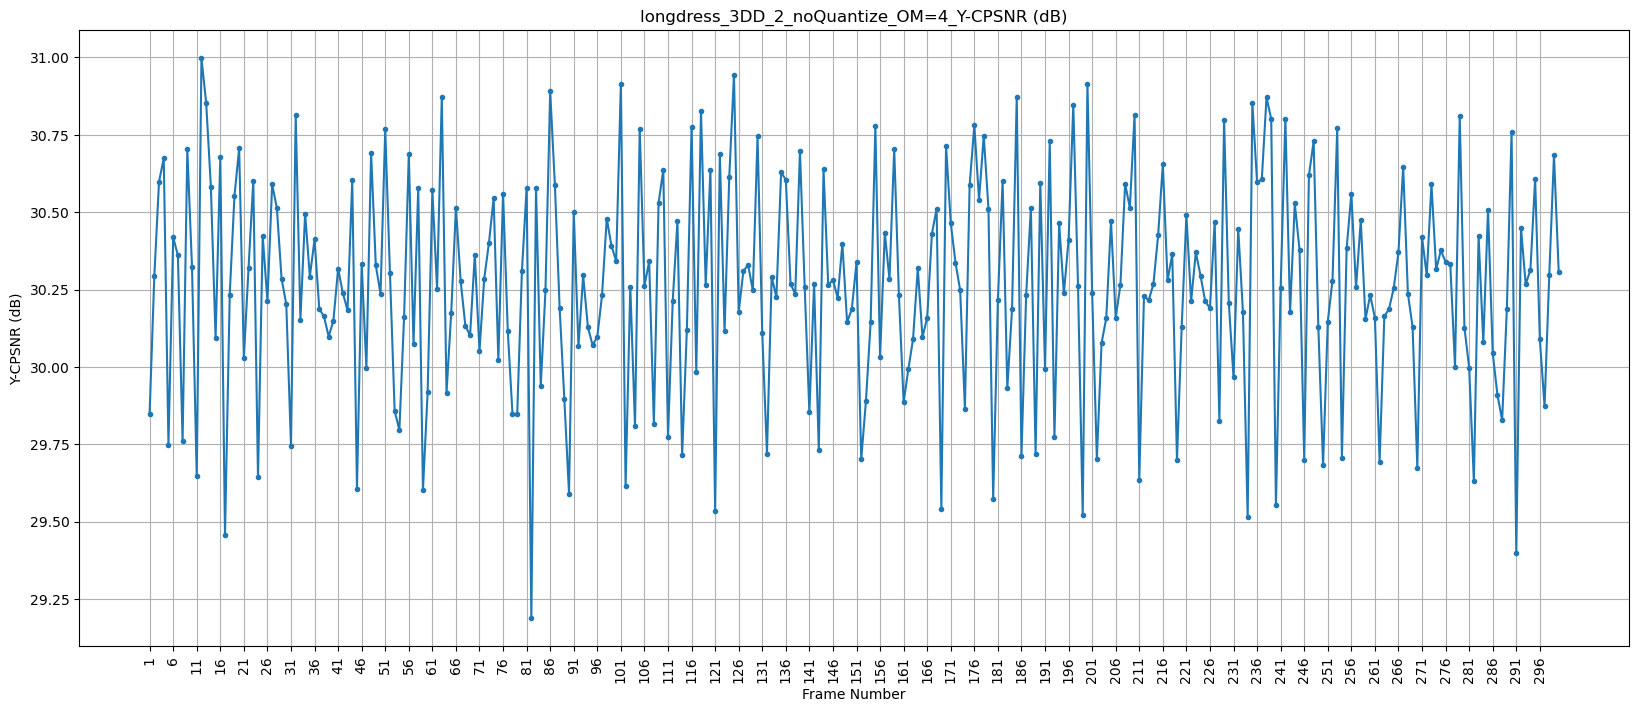 longdress_3DD_2_noQuantize_OM=4_Y-CPSNR (dB)
31.00
30.75
30.50
30.25
30.00
29.75
29.50
29.25
Y-CPSNR (dB)
1 6 11 16 21 26 31 36 41 46 51 56 61 66 71 76 81 86 91 96 101 106 111 116 121 126 131 136 141 146 151 156 161 166 171 176 181 186 191 196 201 206 211 216 221 226 231 236 241 246 251 256 261 266 271 276 281 286 291 296
Frame Number